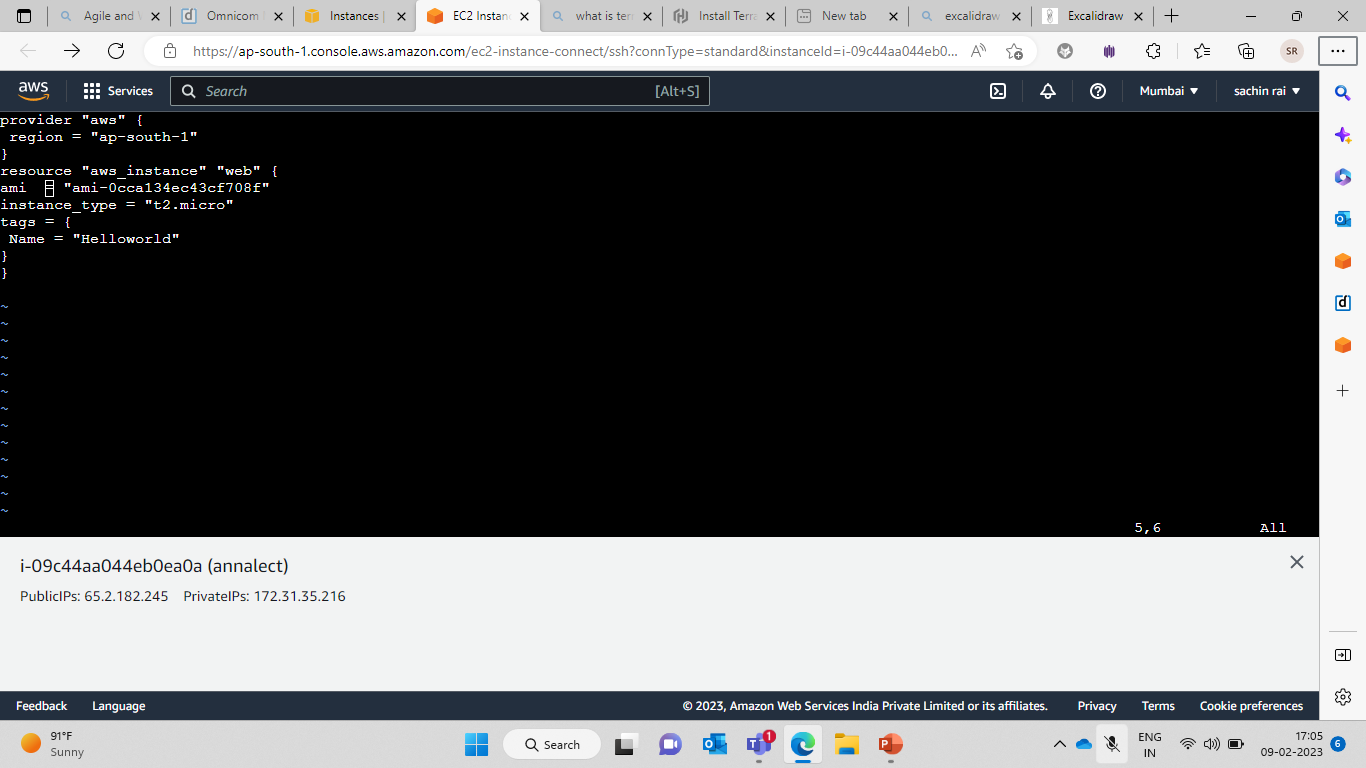 Agile and
Omnicom
Instances |
EC2 Instan
what is terr
Install Terra
New tab
excalidraw
Excalidraw
https://ap-south-1.console.aws.amazon.com/ec2-instance-connect/ssh?connType=standard&instanceId=i-09c44aa044eb0...
SR
aws
Services
Search
[Alt+S]
Mumbai
sachin rai
provider "aws" {
region = "ap-south-1"
}
resource "aws_instance" "web" {
ami = "ami-0cca134ec43cf708f"
instance_type = "t2.micro"
tags = {
Name = "Helloworld"
}
}
~
~
~
~
~
~
~
~
~
~
~
~
~
5,6 All
i-09c44aa044eb0ea0a (annalect)
PublicIPs: 65.2.182.245 PrivateIPs: 172.31.35.216
Feedback
Language
© 2023, Amazon Web Services India Private Limited or its affiliates.
Privacy
Terms
Cookie preferences
91°F
Sunny
Search
1
ENG
IN
17:05
09-02-2023
6